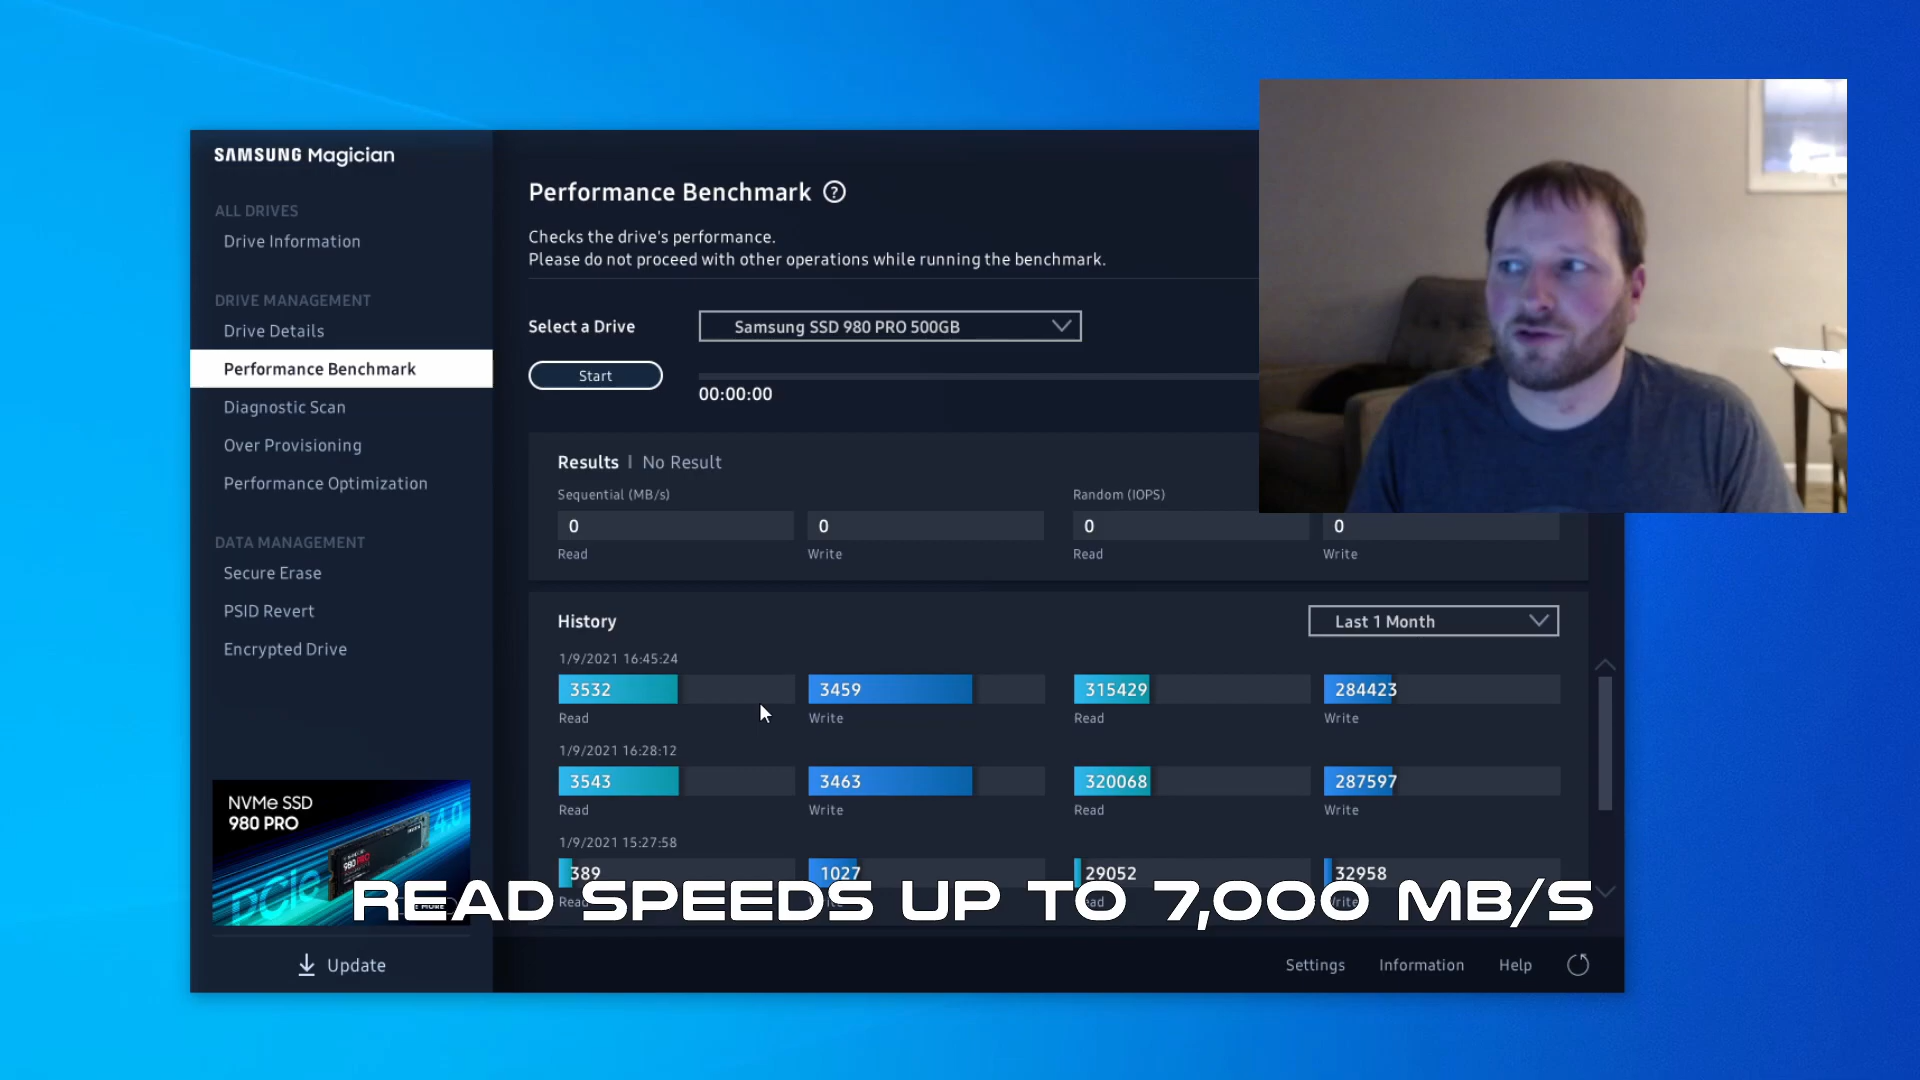 SAMSUNG Magician
ALL DRIVES
Drive Information
DRIVE MANAGEMENT
Drive Details
Performance Benchmark
Diagnostic Scan
Over Provisioning
Performance Optimization
DATA MANAGEMENT
Secure Erase
PSID Revert
Encrypted Drive
NVMe SSD
980 PRO
4.0
980 PRO
PCIe
Update
Performance Benchmark ?
Checks the drive's performance.
Please do not proceed with other operations while running the benchmark.
Select a Drive
Samsung SSD 980 PRO 500GB
Start
00:00:00
Results | No Result
Sequential (MB/s) Random (IOPS)
0 0 0 0
Read Write Read Write
History Last 1 Month
1/9/2021 16:45:24
3532 3459 315429 284423
Read Write Read Write
1/9/2021 16:28:12
3543 3463 320068 287597
Read Write Read Write
1/9/2021 15:27:58
389 1027 29052 32958
READ SPEEDS UP TO 7,000 MB/S
Settings Information Help